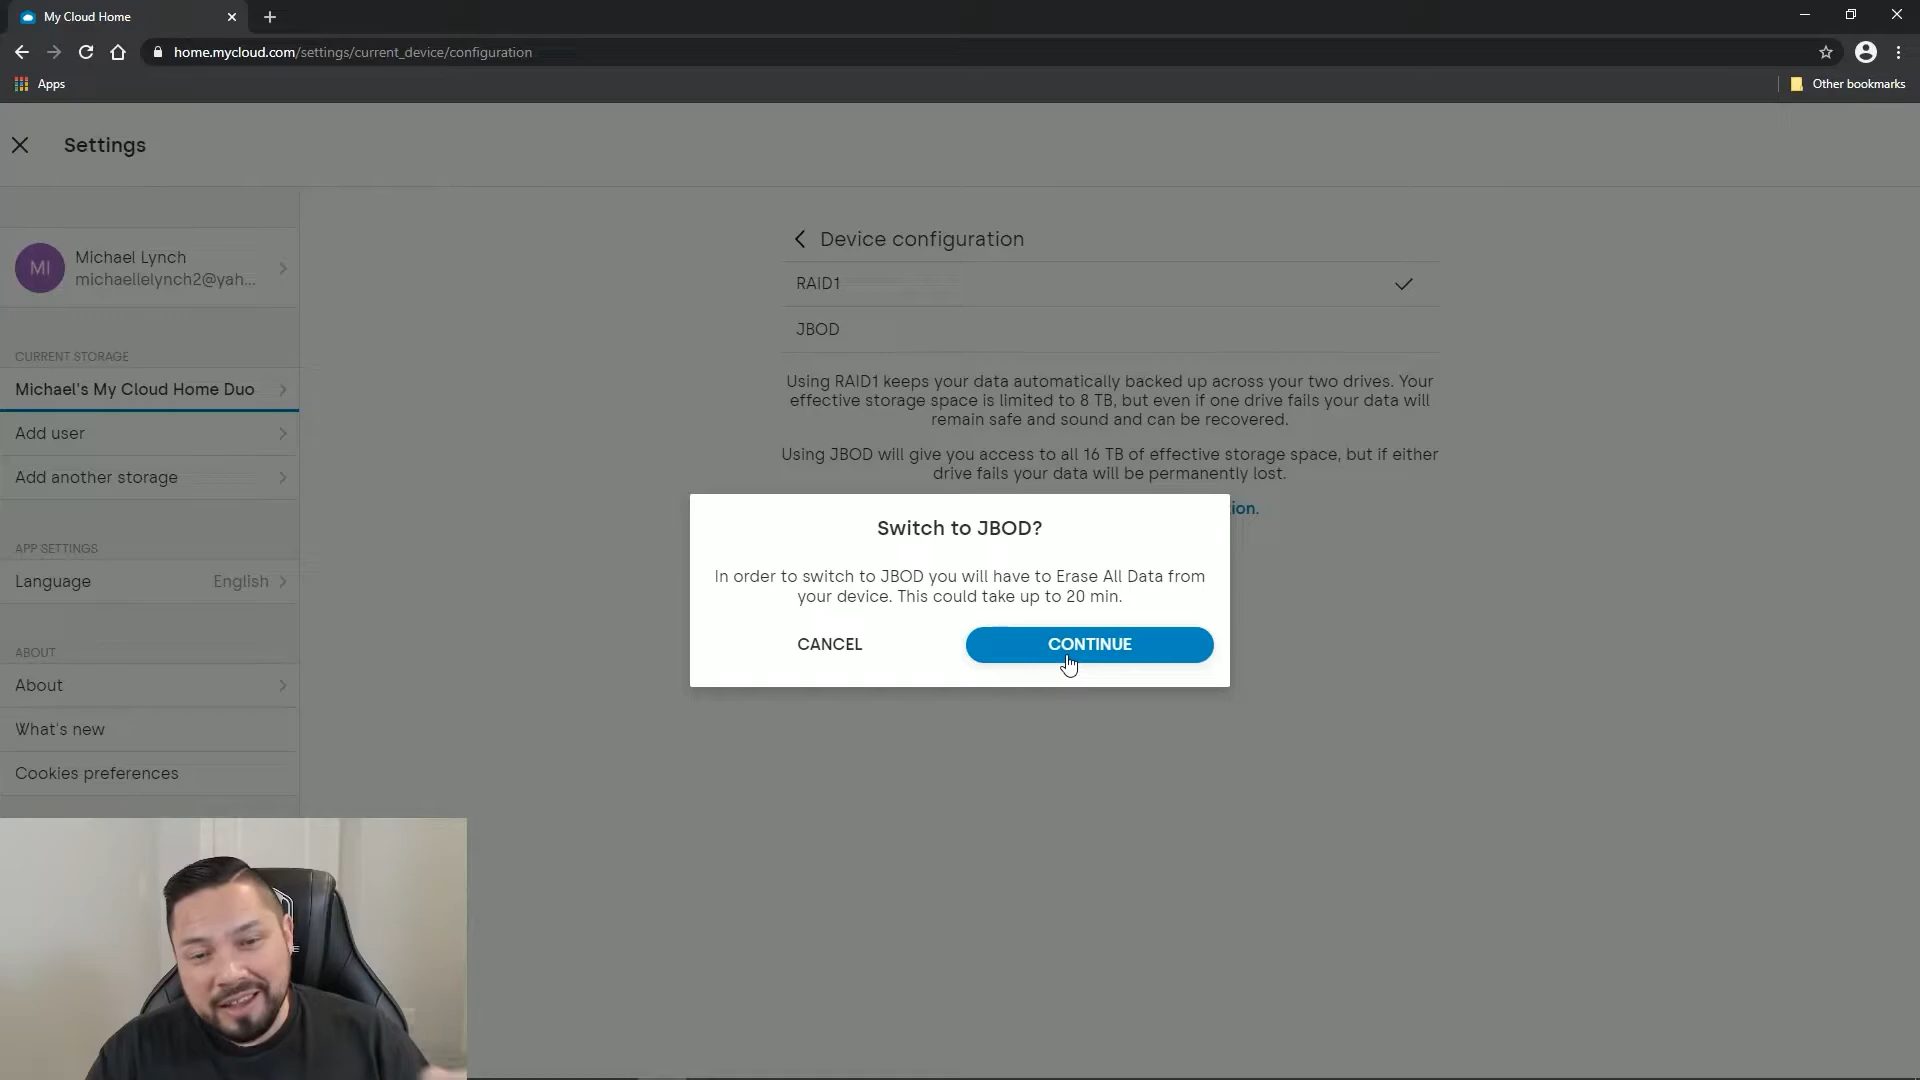 My Cloud Home
home.mycloud.com/settings/current_device/configuration
Apps
Other bookmarks
Settings
MI
Michael Lynch
michaellelynch2@yah...
CURRENT STORAGE
Michael's My Cloud Home Duo
Add user
Add another storage
APP SETTINGS
Language
English
ABOUT
About
What's new
Cookies preferences
Device configuration
RAID1
JBOD
Using RAID1 keeps your data automatically backed up across your two drives. Your
effective storage space is limited to 8 TB, but even if one drive fails your data will
remain safe and sound and can be recovered.
Using JBOD will give you access to all 16 TB of effective storage space, but if either
drive fails your data will be permanently lost.
ion.
Switch to JBOD?
In order to switch to JBOD you will have to Erase All Data from
your device. This could take up to 20 min.
CANCEL
CONTINUE